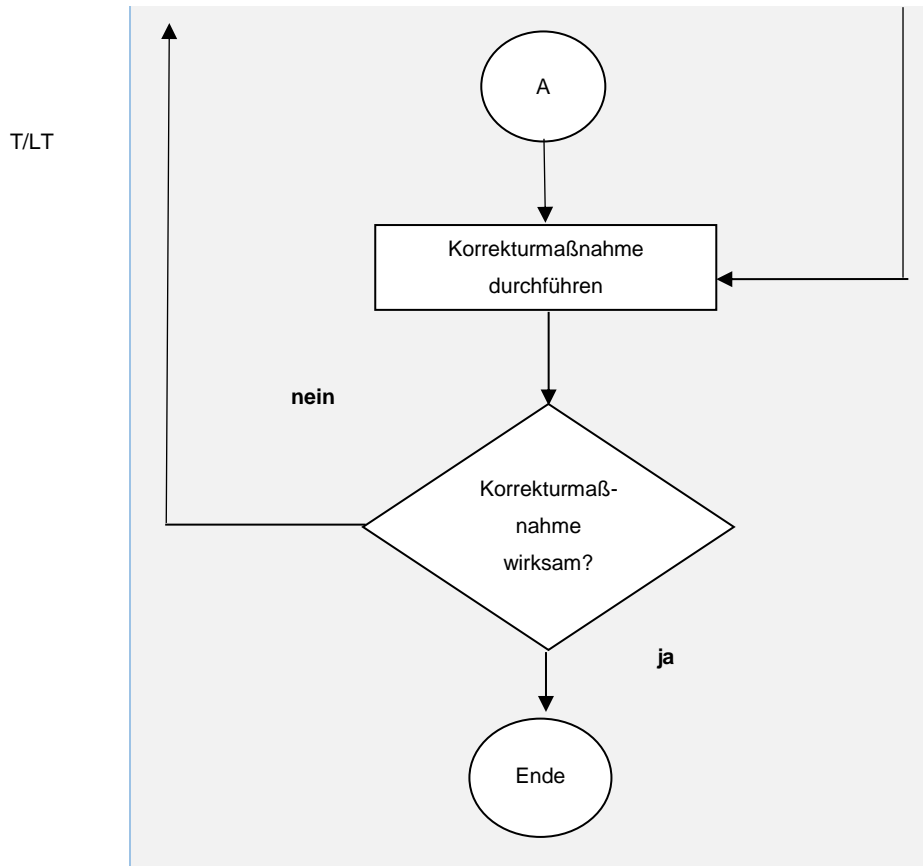 A
T/LT
Korrekturmaßnahme
durchführen
nein
Korrekturmaß-
nahme
wirksam?
ja
Ende